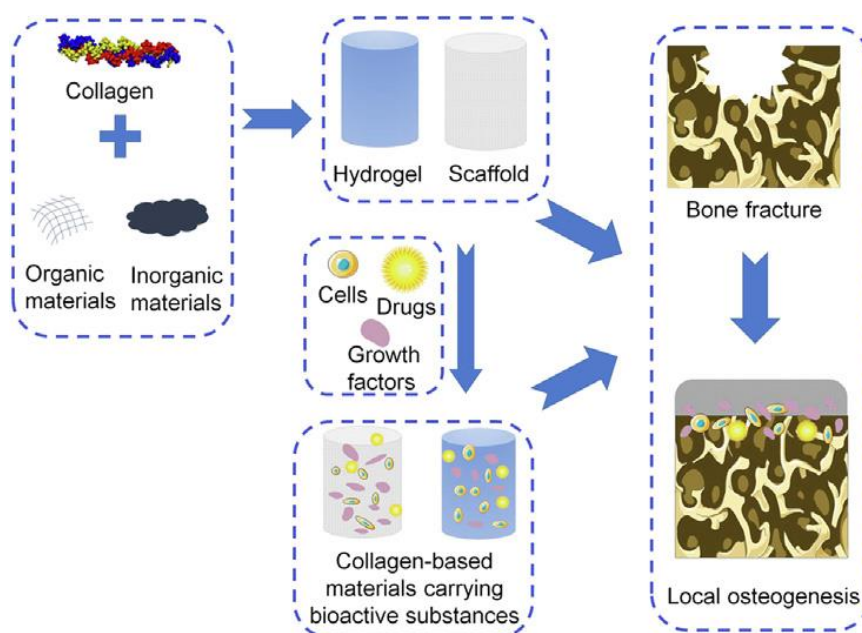 Collagen
Organic
materials
Inorganic
materials
Hydrogel
Scaffold
Cells
Drugs
Growth
factors
Collagen-based
materials carrying
bioactive substances
Bone fracture
Local osteogenesis